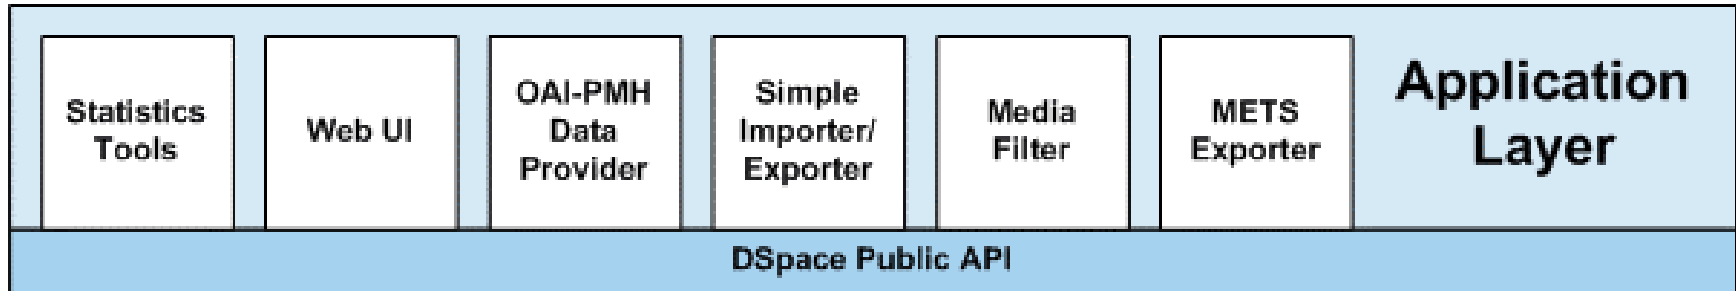 Statistics
Tools
Web UI
OAI-PMH
Data
Provider
Simple
Importer/
Exporter
Media
Filter
METS
Exporter
Application
Layer
DSpace Public API